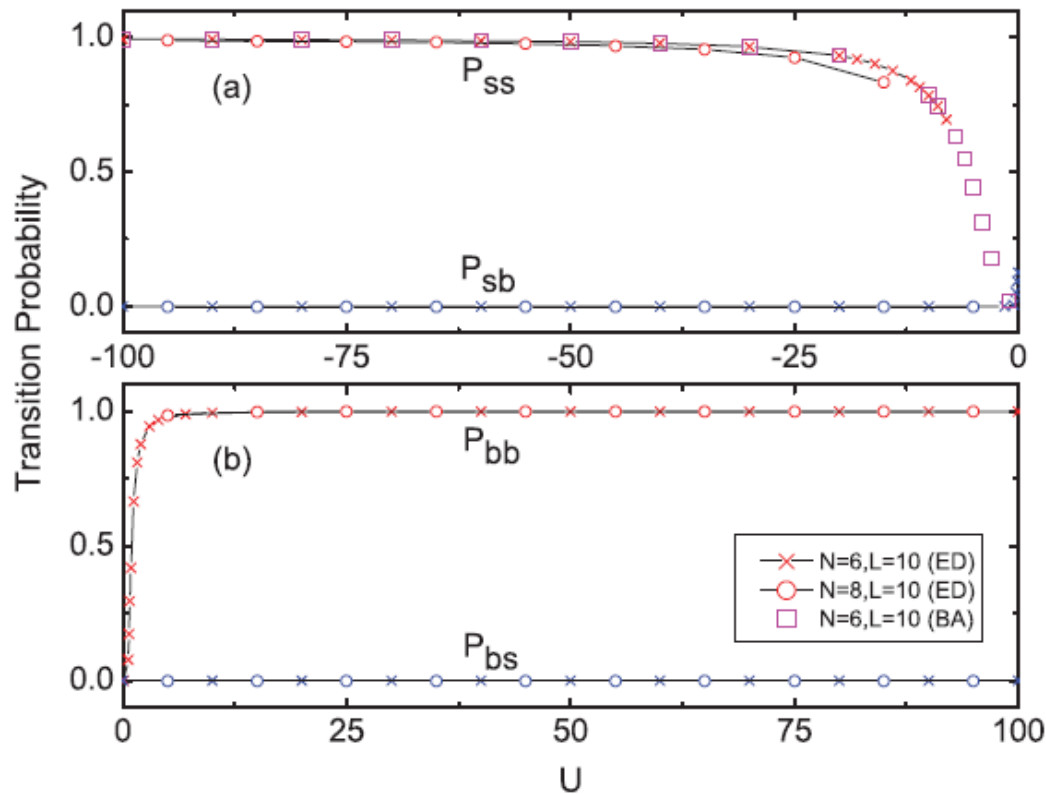 Transition Probability
1.0
0.5
0.0
(a)
P_ss
P_sb
-100 -75 -50 -25 0
1.0
0.5
0.0
(b)
P_bb
N=6,L=10 (ED)
N=8,L=10 (ED)
N=6,L=10 (BA)
P_bs
0 25 50 75 100
U